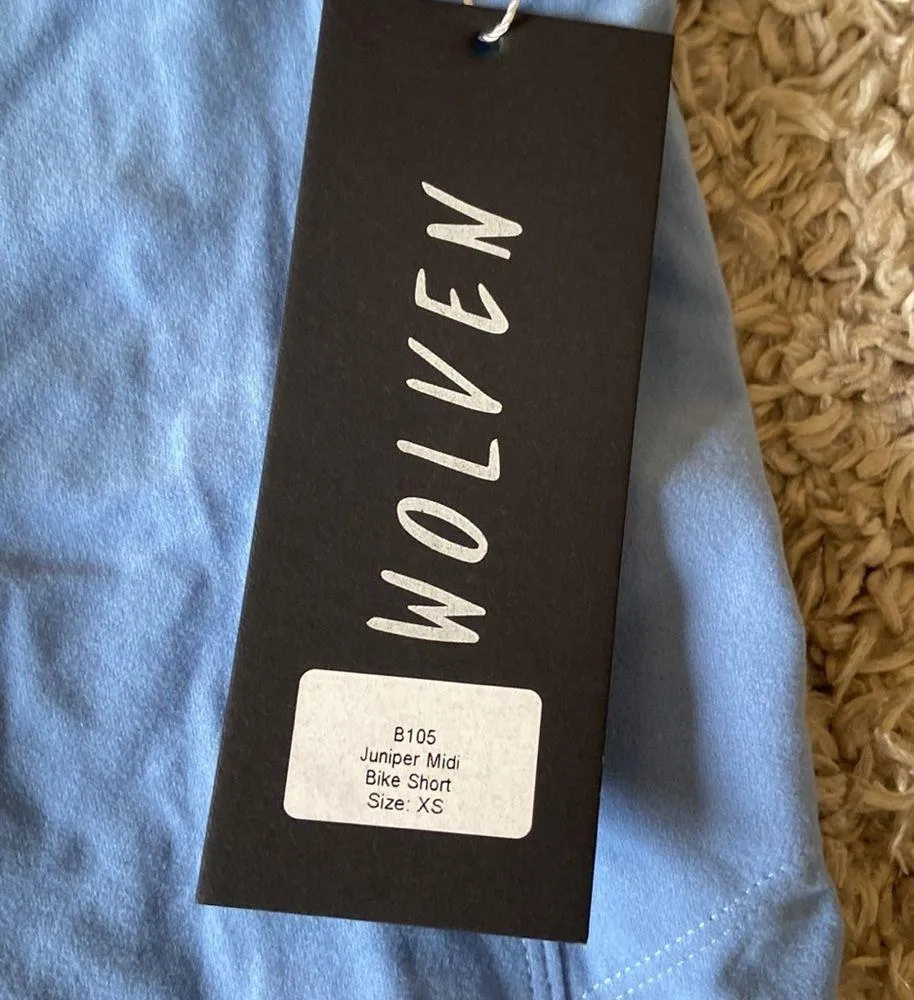 WOLVEN
B105
Juniper Midi
Bike Short
Size: XS